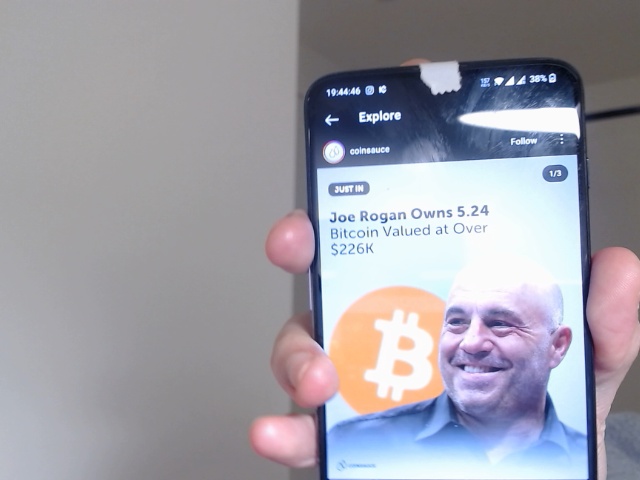 19:44:46 38%
Explore
coinsauce Follow
1/3
JUST IN
Joe Rogan Owns 5.24
Bitcoin Valued at Over
$226K